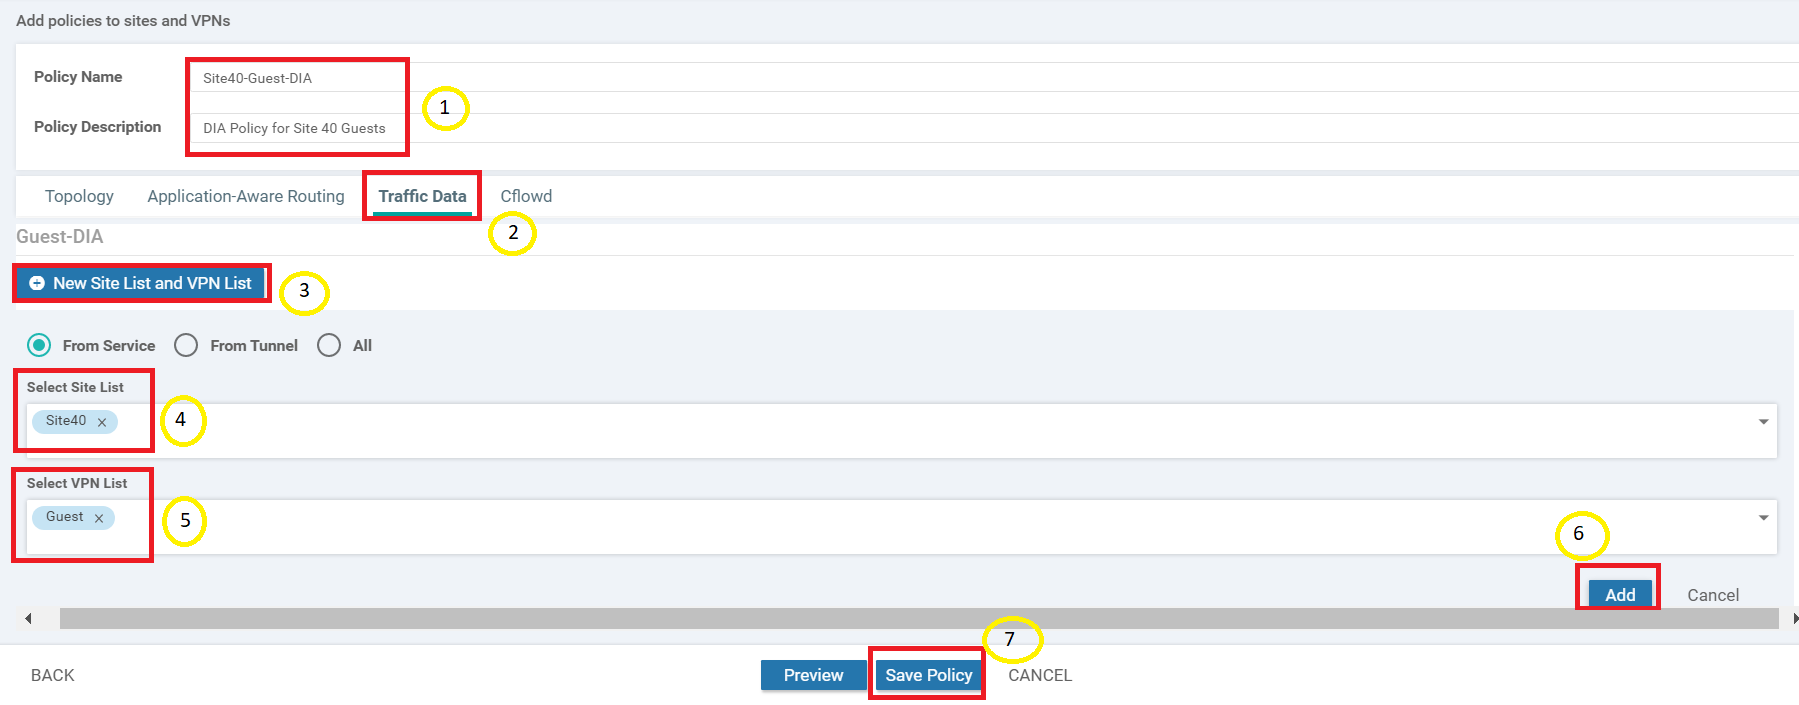 Add policies to sites and VPNs
Policy Name
Site40-Guest-DIA
1
Policy Description
DIA Policy for Site 40 Guests
Topology Application-Aware Routing Traffic Data Cflowd
2
Guest-DIA
New Site List and VPN List
3
From Service From Tunnel All
Select Site List
Site40 ×
4
Select VPN List
Guest ×
5
6
Add Cancel
7
BACK Preview Save Policy CANCEL